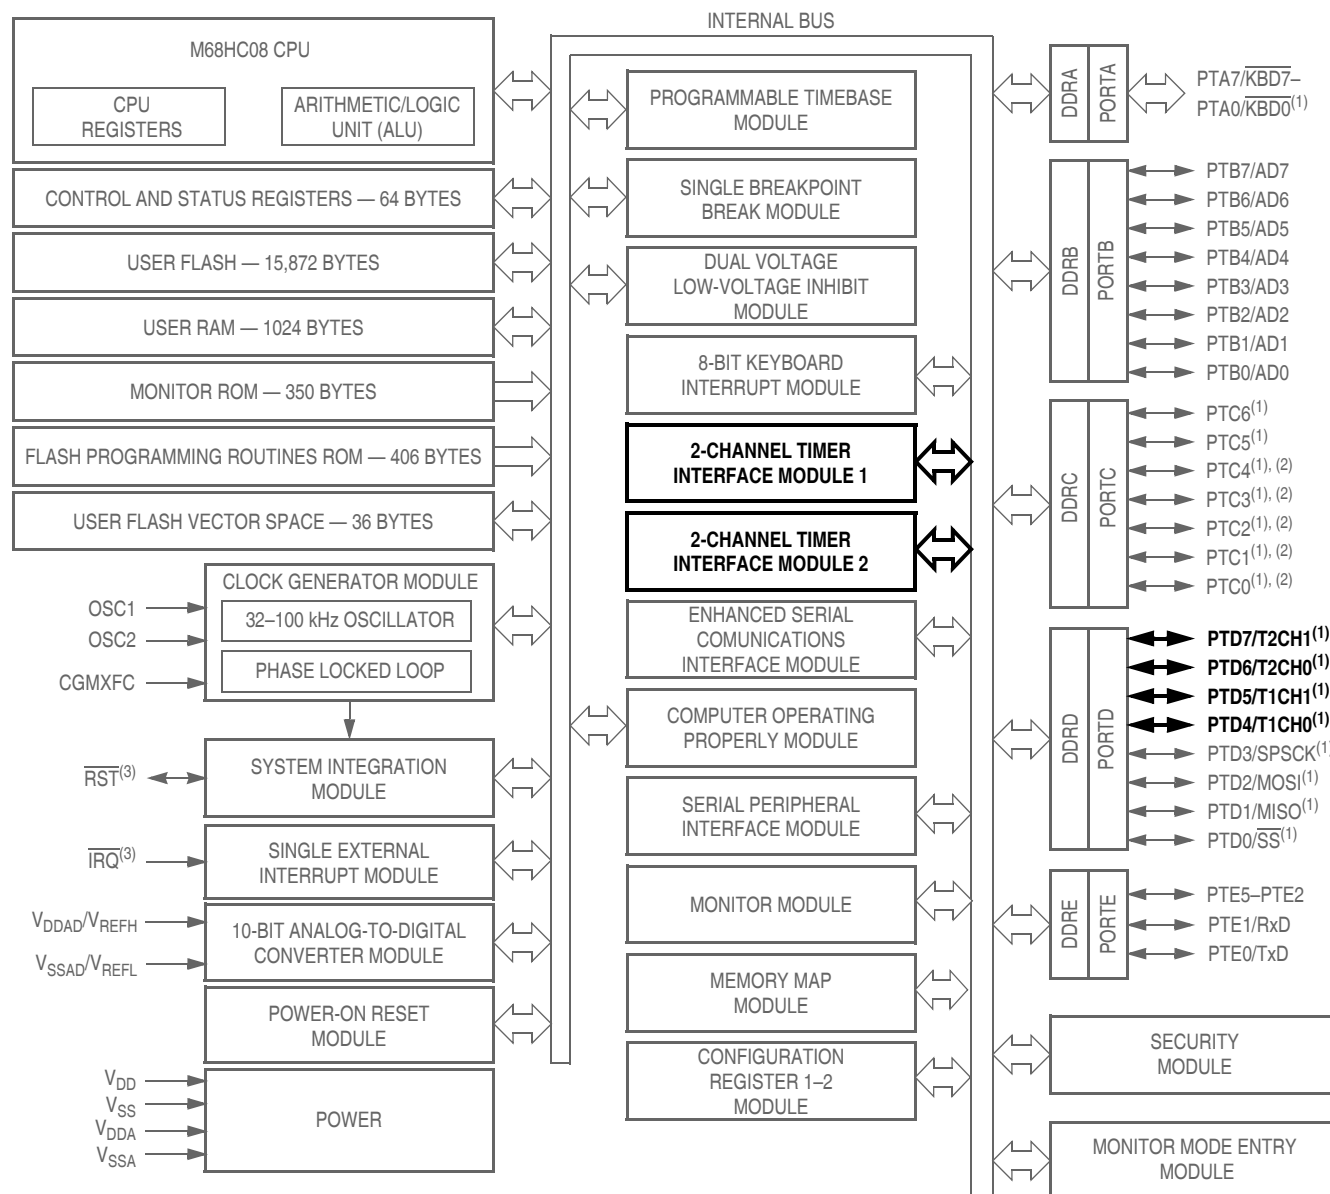 INTERNAL BUS
M68HC08 CPU
CPU
REGISTERS
ARITHMETIC/LOGIC
UNIT (ALU)
CONTROL AND STATUS REGISTERS — 64 BYTES
USER FLASH — 15,872 BYTES
USER RAM — 1024 BYTES
MONITOR ROM — 350 BYTES
FLASH PROGRAMMING ROUTINES ROM — 406 BYTES
USER FLASH VECTOR SPACE — 36 BYTES
CLOCK GENERATOR MODULE
32–100 kHz OSCILLATOR
PHASE LOCKED LOOP
OSC1
OSC2
CGMXFC
SYSTEM INTEGRATION
MODULE
RST(3)
SINGLE EXTERNAL
INTERRUPT MODULE
IRQ(3)
10-BIT ANALOG-TO-DIGITAL
CONVERTER MODULE
VDDAD/VREFH
VSSAD/VREFL
POWER-ON RESET
MODULE
POWER
VDD
VSS
VDDA
VSSA
PROGRAMMABLE TIMEBASE
MODULE
SINGLE BREAKPOINT
BREAK MODULE
DUAL VOLTAGE
LOW-VOLTAGE INHIBIT
MODULE
8-BIT KEYBOARD
INTERRUPT MODULE
2-CHANNEL TIMER
INTERFACE MODULE 1
2-CHANNEL TIMER
INTERFACE MODULE 2
ENHANCED SERIAL
COMUNICATIONS
INTERFACE MODULE
COMPUTER OPERATING
PROPERLY MODULE
SERIAL PERIPHERAL
INTERFACE MODULE
MONITOR MODULE
MEMORY MAP
MODULE
CONFIGURATION
REGISTER 1–2
MODULE
DDRA
PORTA
PTA7/KBD7–
PTA0/KBD0(1)
DDRB
PORTB
PTB7/AD7
PTB6/AD6
PTB5/AD5
PTB4/AD4
PTB3/AD3
PTB2/AD2
PTB1/AD1
PTB0/AD0
DDRC
PORTC
PTC6(1)
PTC5(1)
PTC4(1), (2)
PTC3(1), (2)
PTC2(1), (2)
PTC1(1), (2)
PTC0(1), (2)
DDRD
PORTD
PTD7/T2CH1(1)
PTD6/T2CH0(1)
PTD5/T1CH1(1)
PTD4/T1CH0(1)
PTD3/SPSCK(1)
PTD2/MOSI(1)
PTD1/MISO(1)
PTD0/SS(1)
DDRE
PORTE
PTE5–PTE2
PTE1/RxD
PTE0/TxD
SECURITY
MODULE
MONITOR MODE ENTRY
MODULE